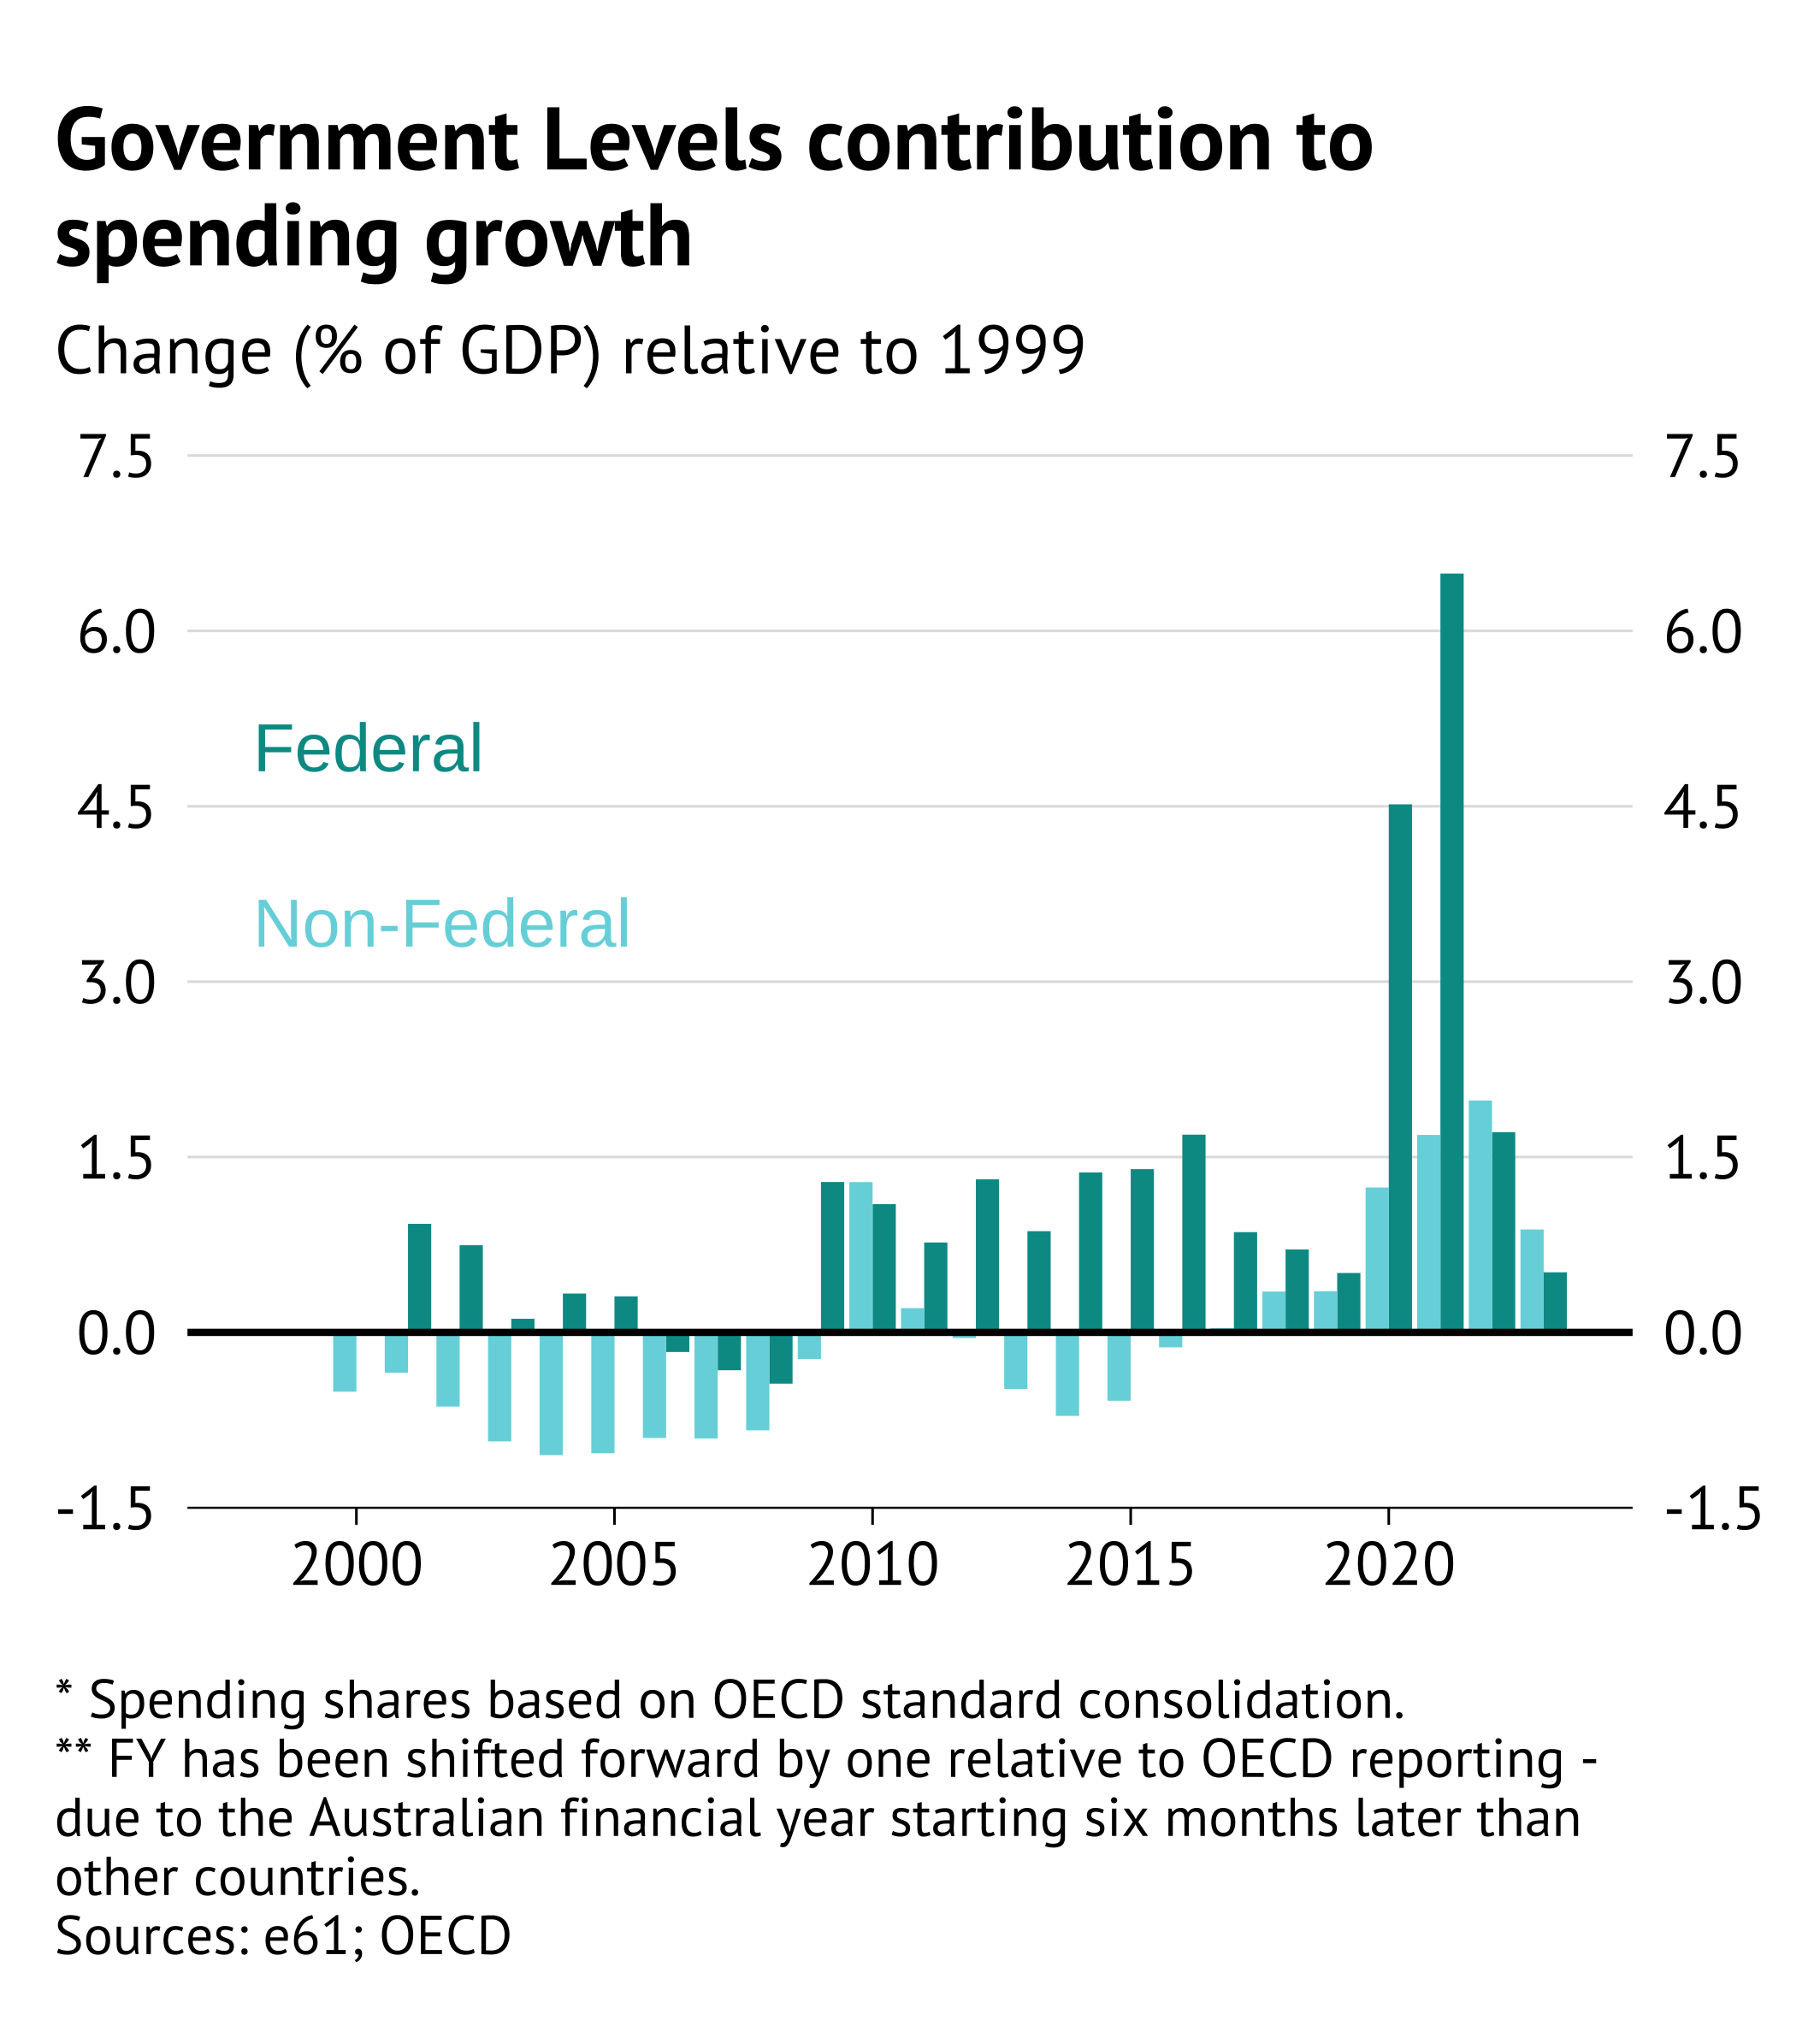 Government Levels contribution to
spending growth
Change (% of GDP) relative to 1999
7.5 7.5
6.0 6.0
Federal
4.5 4.5
Non-Federal
3.0 3.0
1.5 1.5
0.0 0.0
-1.5 -1.5
2000 2005 2010 2015 2020
* Spending shares based on OECD standard consolidation.
** FY has been shifted forward by one relative to OECD reporting -
due to the Australian financial year starting six months later than
other countries.
Sources: e61; OECD